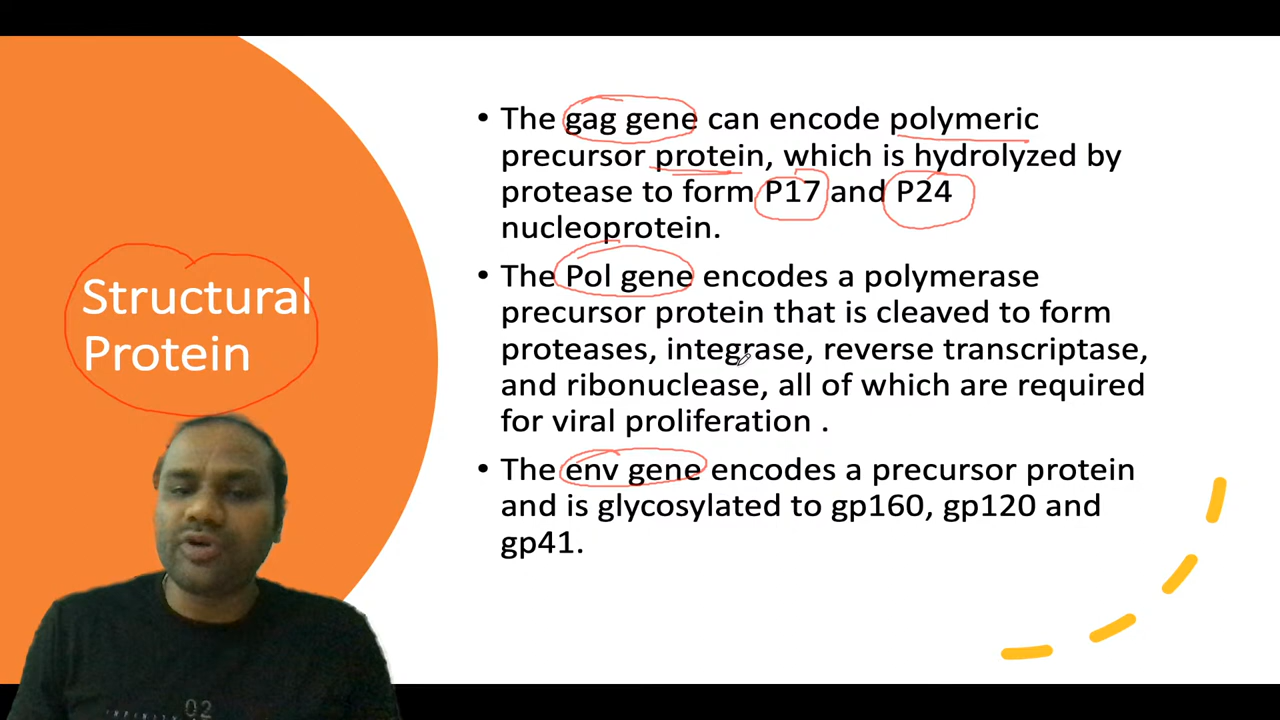 Structural
Protein
• The gag gene can encode polymeric
precursor protein, which is hydrolyzed by
protease to form P17 and P24
nucleoprotein.
• The Pol gene encodes a polymerase
precursor protein that is cleaved to form
proteases, integrase, reverse transcriptase,
and ribonuclease, all of which are required
for viral proliferation .
• The env gene encodes a precursor protein
and is glycosylated to gp160, gp120 and
gp41.
02